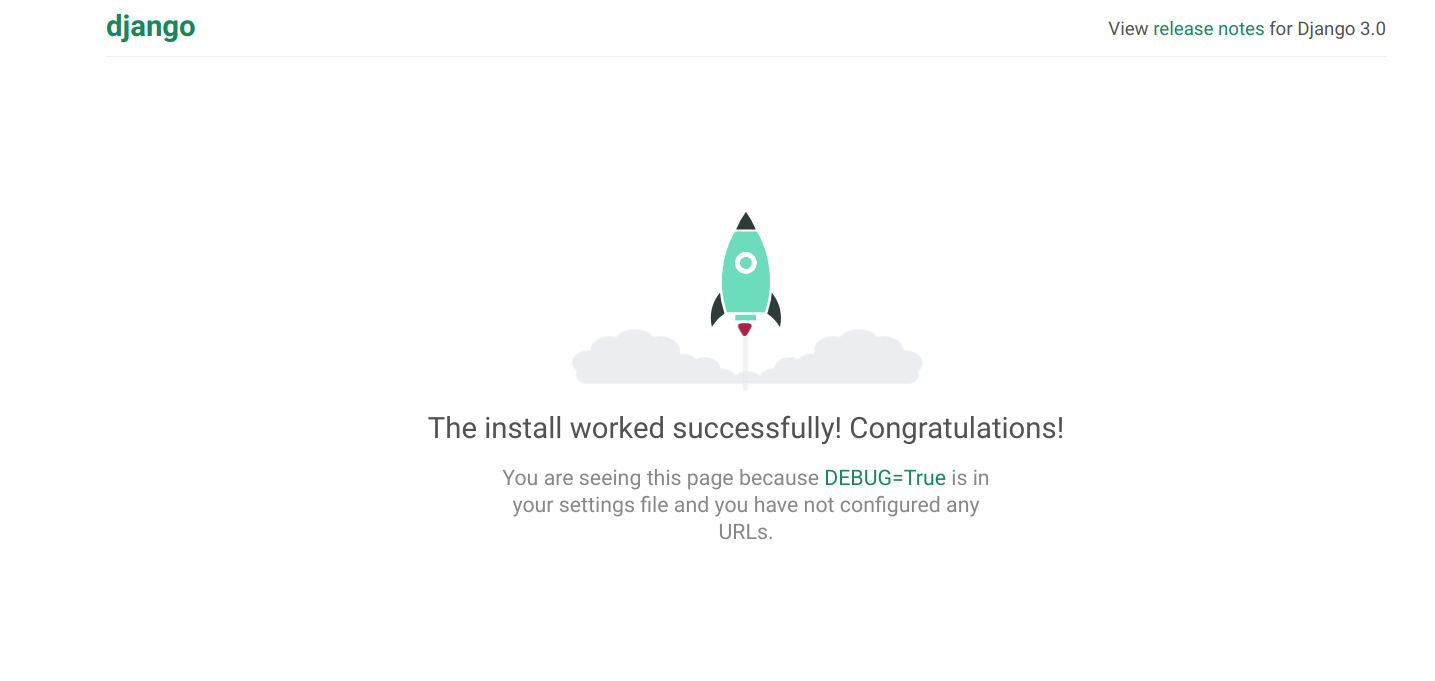 django
View release notes for Django 3.0
The install worked successfully! Congratulations!
You are seeing this page because DEBUG=True is in
your settings file and you have not configured any
URLs.